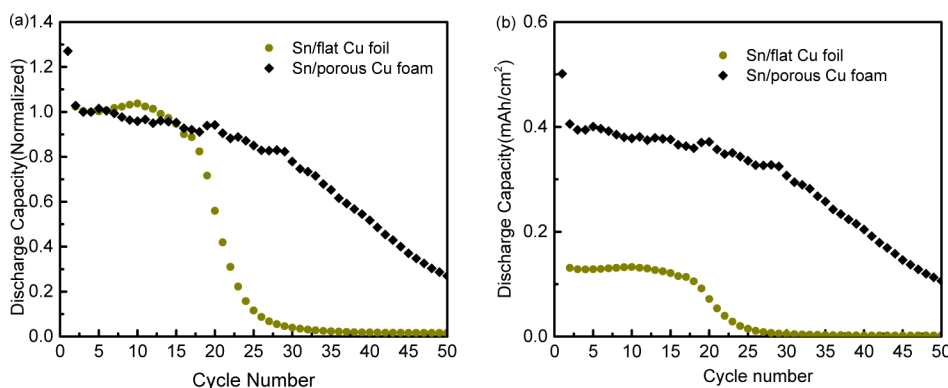 (a)
Discharge Capacity(Normalized)
1.4
1.2
1.0
0.8
0.6
0.4
0.2
0.0
Sn/flat Cu foil
Sn/porous Cu foam
0 5 10 15 20 25 30 35 40 45 50
Cycle Number
(b)
Discharge Capacity(mAh/cm²)
0.6
0.4
0.2
0.0
Sn/flat Cu foil
Sn/porous Cu foam
0 5 10 15 20 25 30 35 40 45 50
Cycle number